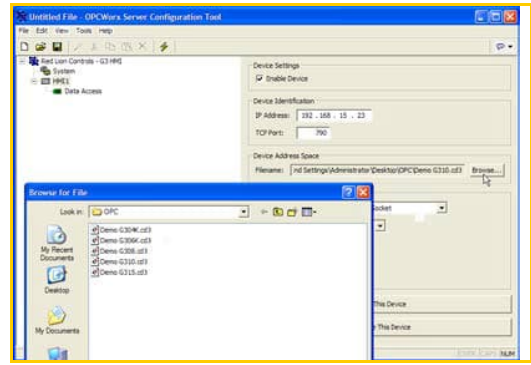 Untitled File - OPCWorx Server Configuration Tool
File Edit View Tools Help
Red Lion Controls - G3 HMI
System
HMI1
Data Access
Device Settings
Enable Device
Device Identification
IP Address: 192 . 168 . 15 . 23
TCP Port: 790
Device Address Space
Filename: nd Settings\Administrator\Desktop\OPC\Demo G310.cd3 Browse...
Browse for File
Look in: OPC
ocket
My Recent Documents
Desktop
My Documents
Demo G304K.cd3
Demo G306K.cd3
Demo G308.cd3
Demo G310.cd3
Demo G315.cd3
This Device
This Device
NUM